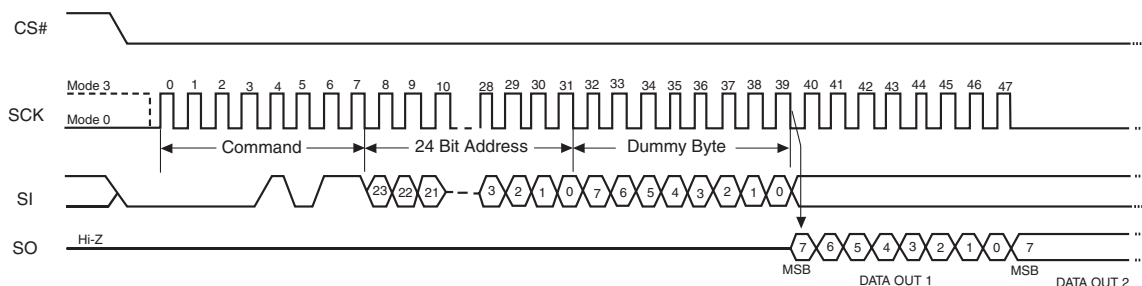 CS#
Mode 3
0 1 2 3 4 5 6 7 8 9 10 28 29 30 31 32 33 34 35 36 37 38 39 40 41 42 43 44 45 46 47
SCK
Mode 0
Command 24 Bit Address Dummy Byte
SI
23 22 21 3 2 1 0 7 6 5 4 3 2 1 0
SO
Hi-Z
7 6 5 4 3 2 1 0 7
MSB DATA OUT 1 MSB DATA OUT 2